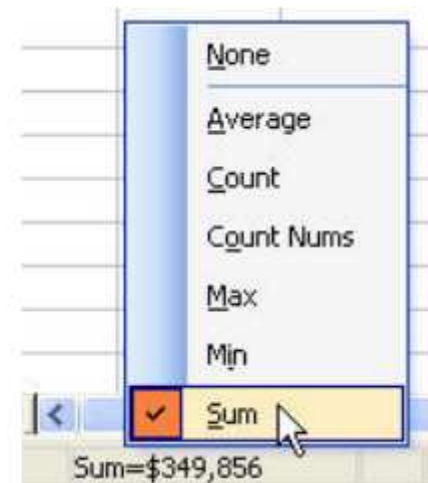 None
Average
Count
Count Nums
Max
Min
Sum
Sum=$349,856